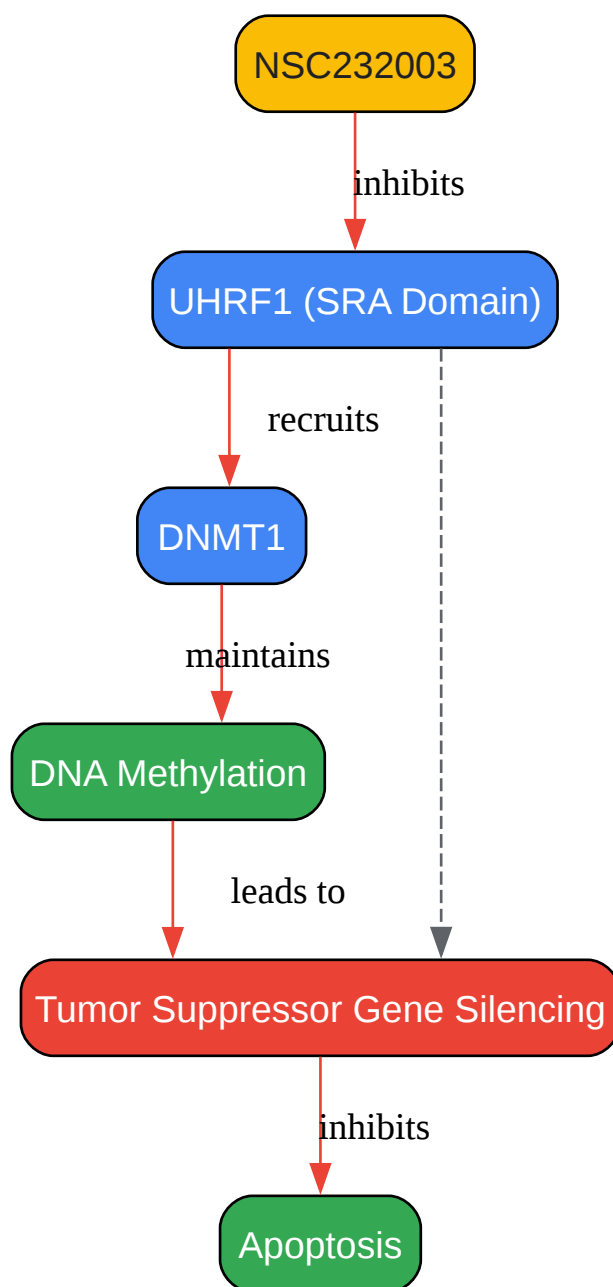 NSC232003
inhibits
UHRF1 (SRA Domain)
recruits
DNMT1
maintains
DNA Methylation
leads to
Tumor Suppressor Gene Silencing
inhibits
Apoptosis